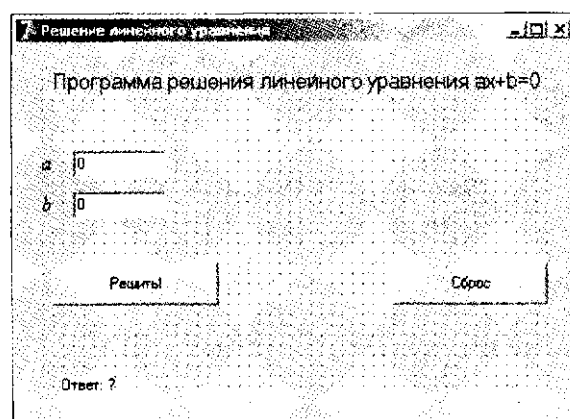 Решение линейного уравнения
Программа решения линейного уравнения ax+b=0
a 0
b 0
Решить!
Сброс
Ответ: ?